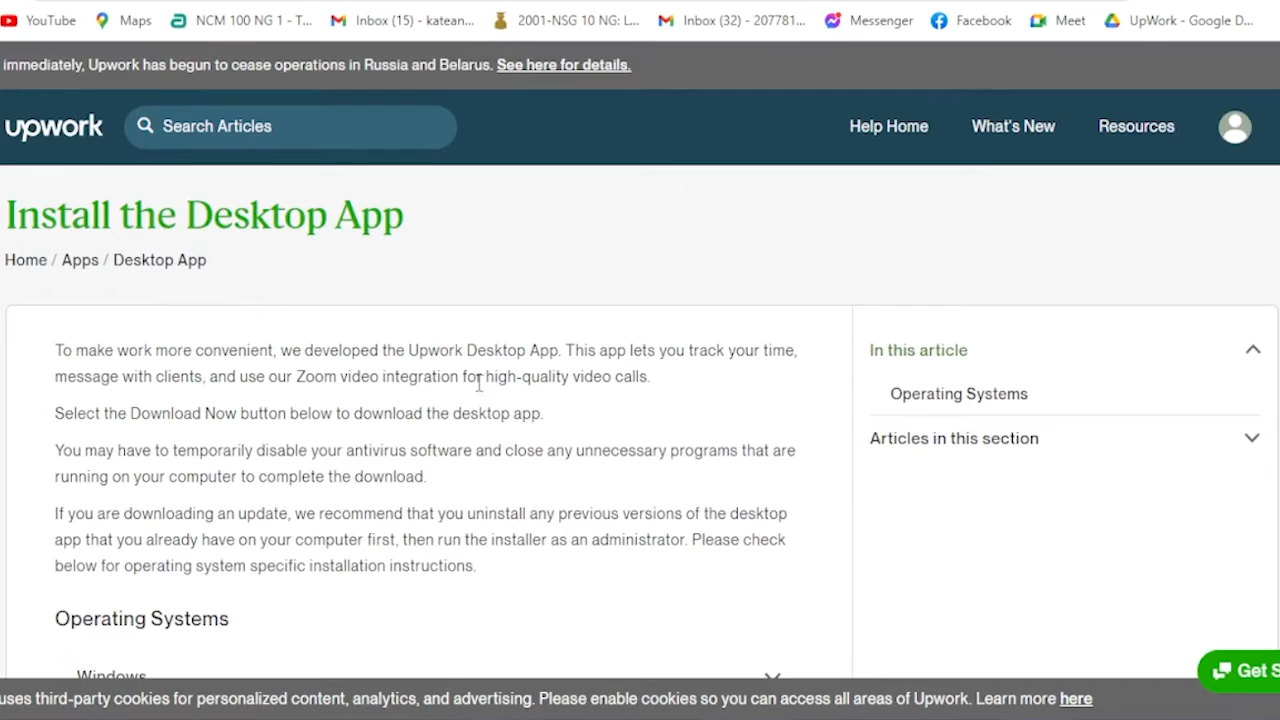 YouTube Maps NCM 100 NG 1 - T... Inbox (15) - katean... 2001-NSG 10 NG: L... Inbox (32) - 207781... Messenger Facebook Meet UpWork - Google D...
immediately, Upwork has begun to cease operations in Russia and Belarus. See here for details.
upwork Search Articles Help Home What's New Resources
Install the Desktop App
Home / Apps / Desktop App
To make work more convenient, we developed the Upwork Desktop App. This app lets you track your time,
message with clients, and use our Zoom video integration for high-quality video calls.
Select the Download Now button below to download the desktop app.
You may have to temporarily disable your antivirus software and close any unnecessary programs that are
running on your computer to complete the download.
If you are downloading an update, we recommend that you uninstall any previous versions of the desktop
app that you already have on your computer first, then run the installer as an administrator. Please check
below for operating system specific installation instructions.
Operating Systems
Windows
In this article
Operating Systems
Articles in this section
Get S
uses third-party cookies for personalized content, analytics, and advertising. Please enable cookies so you can access all areas of Upwork. Learn more here